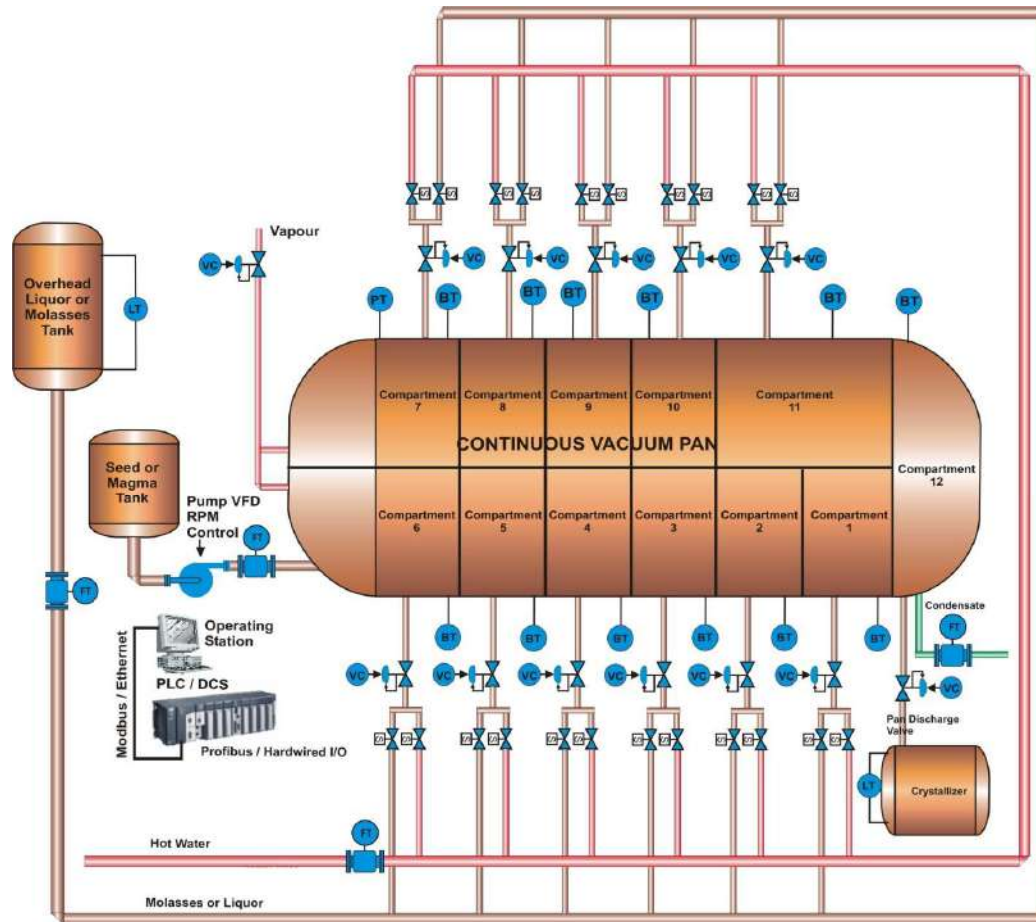 S S S S S S S S S S
Vapour
VC
VC VC VC VC VC
Overhead
Liquor or
Molasses
Tank
LT
PT BT BT BT BT BT BT
Compartment
7
Compartment
8
Compartment
9
Compartment
10
Compartment
11
CONTINUOUS VACUUM PAN
Compartment
12
Seed or
Magma
Tank
Pump VFD
RPM
Control
FT
Compartment
6
Compartment
5
Compartment
4
Compartment
3
Compartment
2
Compartment
1
FT
Operating
Station
PLC / DCS
Modbus / Ethernet
Profibus / Hardwired I/O
BT BT BT BT BT BT
Condensate
FT
VC VC VC VC VC VC
VC
Pan Discharge
Valve
S S S S S S
LT
Crystallizer
Hot Water
FT
Molasses or Liquor